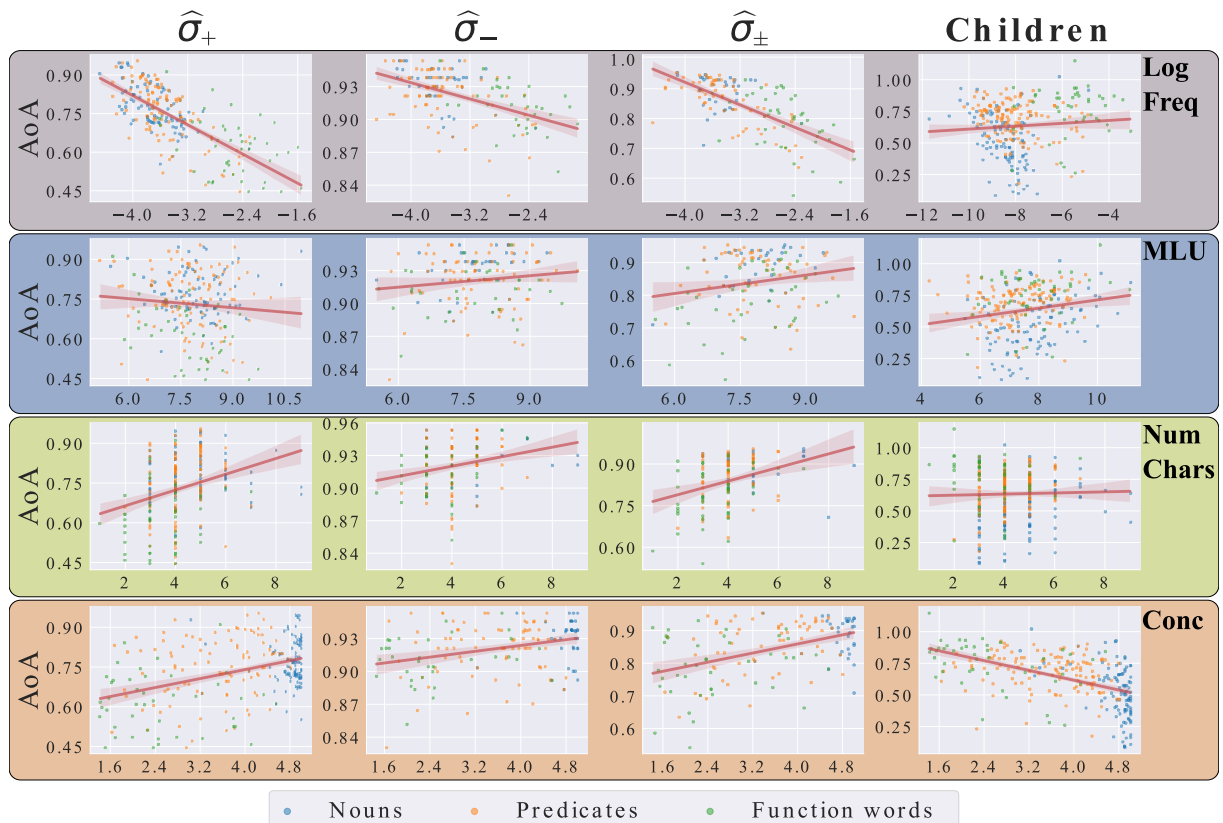 σ̂₊ σ̂₋ σ̂± Children
AoA
0.90 0.75 0.60 0.45
0.93 0.90 0.87 0.84
1.0 0.9 0.8 0.7 0.6
1.00 0.75 0.50 0.25
Log
Freq
−4.0 −3.2 −2.4 −1.6
−4.0 −3.2 −2.4
−4.0 −3.2 −2.4 −1.6
−10 −8 −6 −4
AoA
0.90 0.75 0.60 0.45
0.93 0.90 0.87 0.84
0.9 0.8 0.7 0.6
1.00 0.75 0.50 0.25
MLU
6.0 7.5 9.0 10.5
6.0 7.5 9.0
6.0 7.5 9.0
4 6 8 10
AoA
0.90 0.75 0.60 0.45
0.96 0.93 0.90 0.87 0.84
0.90 0.75 0.60
1.00 0.75 0.50 0.25
Num
Chars
2 4 6 8
2 4 6 8
2 4 6 8
2 4 6 8
AoA
0.90 0.75 0.60 0.45
0.93 0.90 0.87 0.84
0.9 0.8 0.7 0.6
1.00 0.75 0.50 0.25
Conc
1.6 2.4 3.2 4.0 4.8
1.6 2.4 3.2 4.0 4.8
1.6 2.4 3.2 4.0 4.8
1.6 2.4 3.2 4.0 4.8
Nouns Predicates Function words